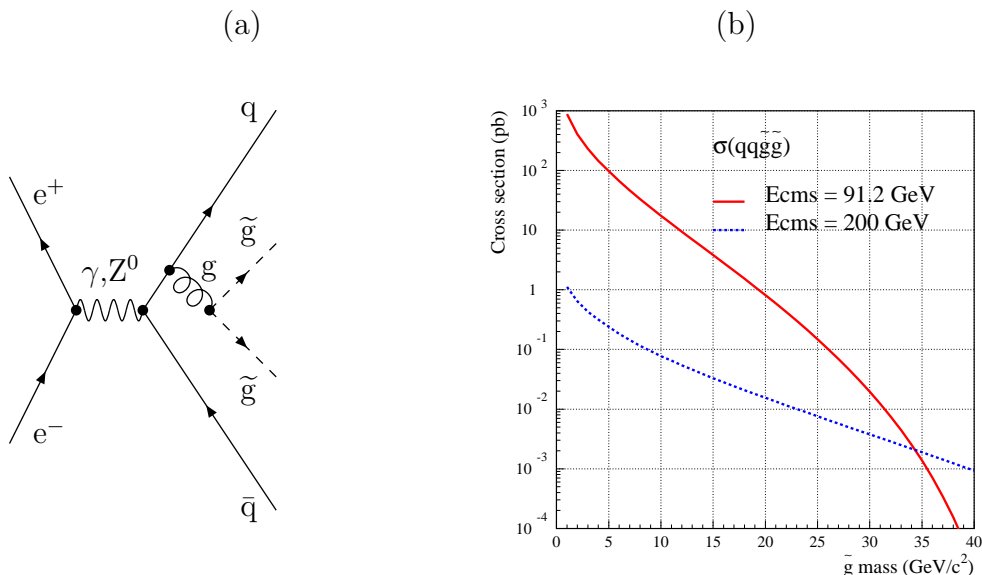 (a)
(b)
q
e⁺
g̃
γ,Z⁰
g
g̃
e⁻
q̄
Cross section (pb)
10³
10²
10
1
10⁻¹
10⁻²
10⁻³
10⁻⁴
σ(qqg̃g̃)
Ecms = 91.2 GeV
Ecms = 200 GeV
0 5 10 15 20 25 30 35 40
g̃ mass (GeV/c²)